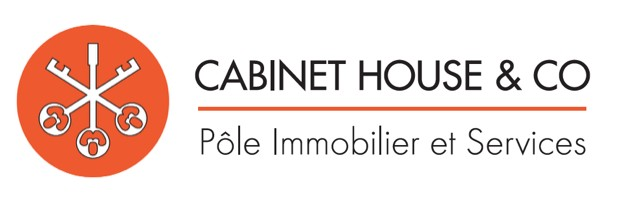 CABINET HOUSE & CO
Pôle Immobilier et Services